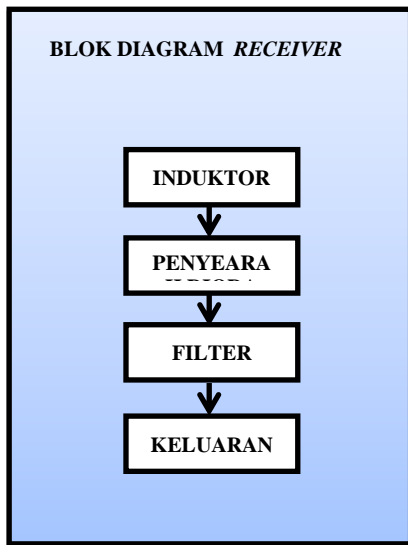 BLOK DIAGRAM RECEIVER
INDUKTOR
PENYEARA
FILTER
KELUARAN